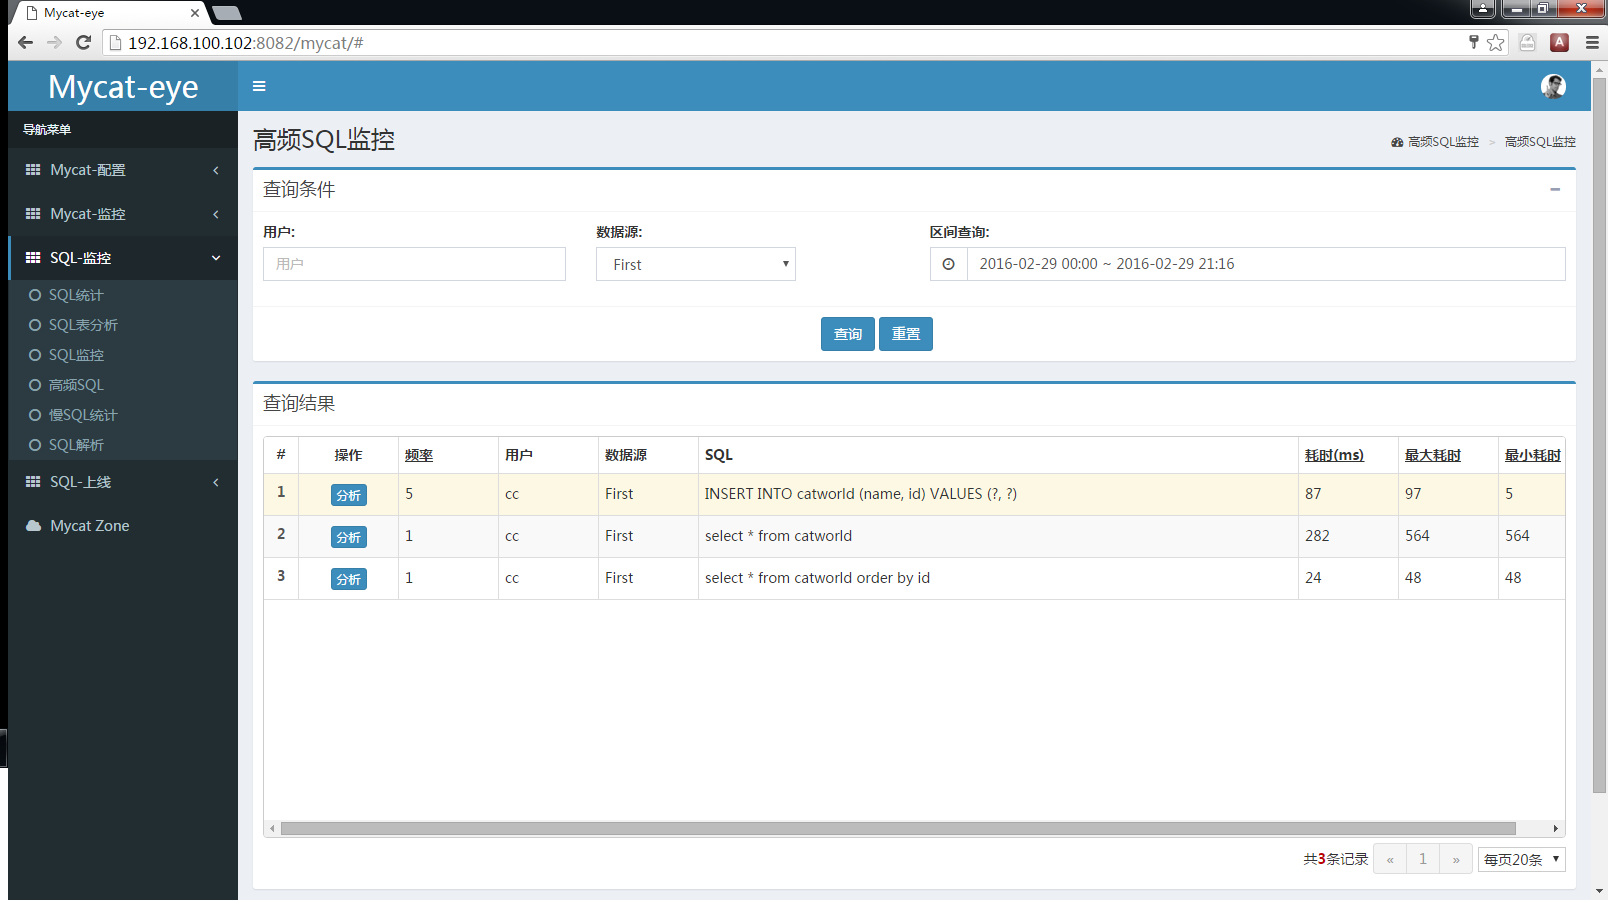 Mycat-eye
192.168.100.102:8082/mycat/#
Mycat-eye
导航菜单
Mycat-配置
Mycat-监控
SQL-监控
SQL统计
SQL表分析
SQL监控
高频SQL
慢SQL统计
SQL解析
SQL-上线
Mycat Zone
高频SQL监控
高频SQL监控 > 高频SQL监控
查询条件
用户: 数据源: 区间查询:
用户 First 2016-02-29 00:00 ~ 2016-02-29 21:16
查询 重置
查询结果
# 操作 频率 用户 数据源 SQL 耗时(ms) 最大耗时 最小耗时
1 分析 5 cc First INSERT INTO catworld (name, id) VALUES (?, ?) 87 97 5
2 分析 1 cc First select * from catworld 282 564 564
3 分析 1 cc First select * from catworld order by id 24 48 48
共3条记录 « 1 » 每页20条